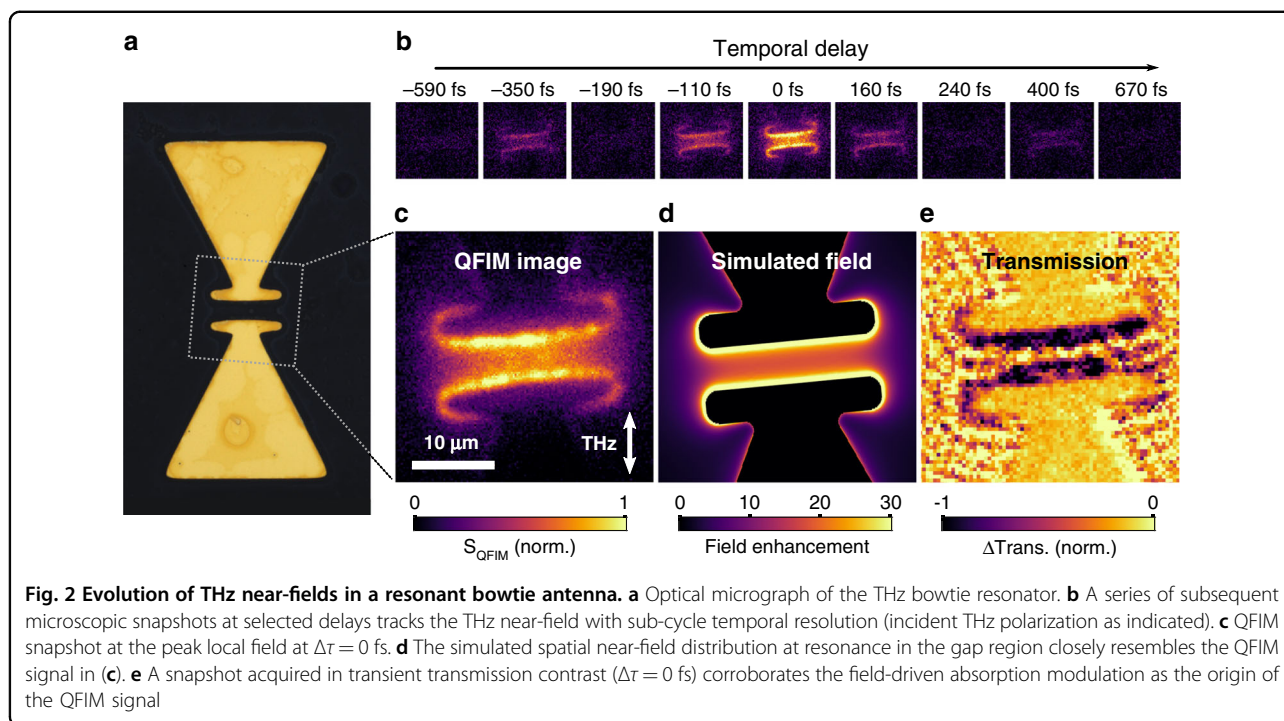 a
b
Temporal delay
–590 fs –350 fs –190 fs –110 fs 0 fs 160 fs 240 fs 400 fs 670 fs
c
d
e
QFIM image
Simulated field
Transmission
10 µm
THz
0 1
S_QFIM (norm.)
0 10 20 30
Field enhancement
-1 0
ΔTrans. (norm.)
Fig. 2 Evolution of THz near-fields in a resonant bowtie antenna. a Optical micrograph of the THz bowtie resonator. b A series of subsequent
microscopic snapshots at selected delays tracks the THz near-field with sub-cycle temporal resolution (incident THz polarization as indicated). c QFIM
snapshot at the peak local field at Δτ = 0 fs. d The simulated spatial near-field distribution at resonance in the gap region closely resembles the QFIM
signal in (c). e A snapshot acquired in transient transmission contrast (Δτ = 0 fs) corroborates the field-driven absorption modulation as the origin of
the QFIM signal